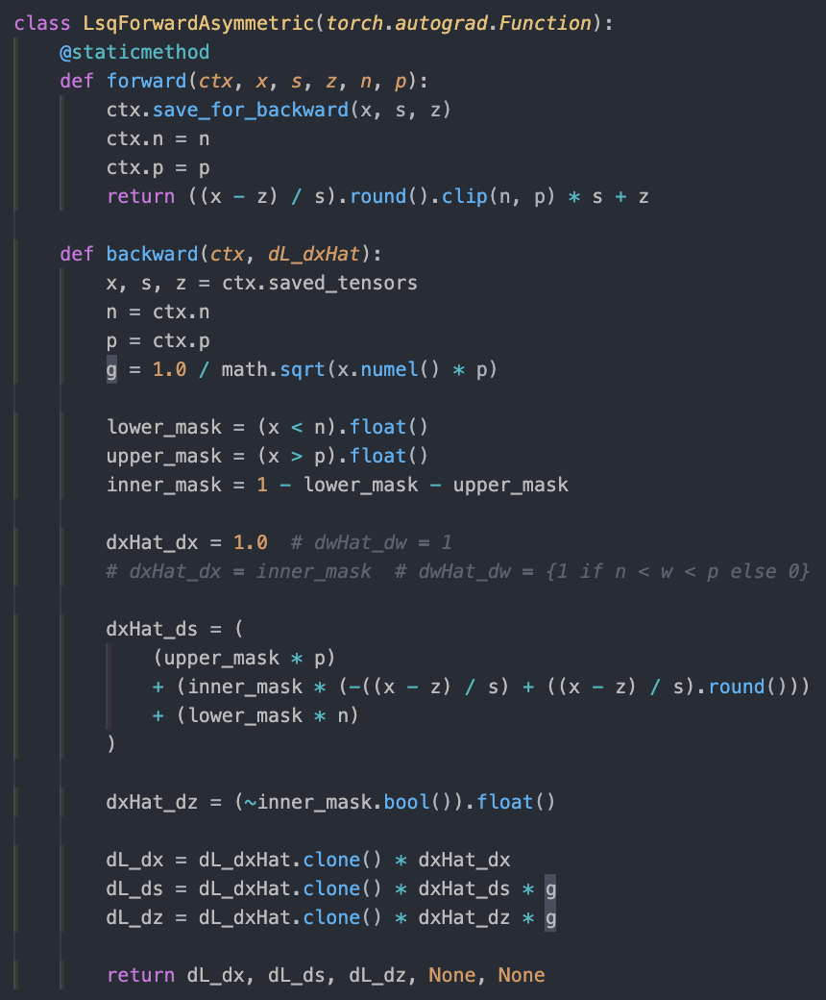 class LsqForwardAsymmetric(torch.autograd.Function):
    @staticmethod
    def forward(ctx, x, s, z, n, p):
        ctx.save_for_backward(x, s, z)
        ctx.n = n
        ctx.p = p
        return ((x - z) / s).round().clip(n, p) * s + z

    def backward(ctx, dL_dxHat):
        x, s, z = ctx.saved_tensors
        n = ctx.n
        p = ctx.p
        g = 1.0 / math.sqrt(x.numel() * p)

        lower_mask = (x < n).float()
        upper_mask = (x > p).float()
        inner_mask = 1 - lower_mask - upper_mask

        dxHat_dx = 1.0  # dwHat_dw = 1
        # dxHat_dx = inner_mask  # dwHat_dw = {1 if n < w < p else 0}

        dxHat_ds = (
            (upper_mask * p)
            + (inner_mask * (-((x - z) / s) + ((x - z) / s).round()))
            + (lower_mask * n)
        )

        dxHat_dz = (~inner_mask.bool()).float()

        dL_dx = dL_dxHat.clone() * dxHat_dx
        dL_ds = dL_dxHat.clone() * dxHat_ds * g
        dL_dz = dL_dxHat.clone() * dxHat_dz * g

        return dL_dx, dL_ds, dL_dz, None, None